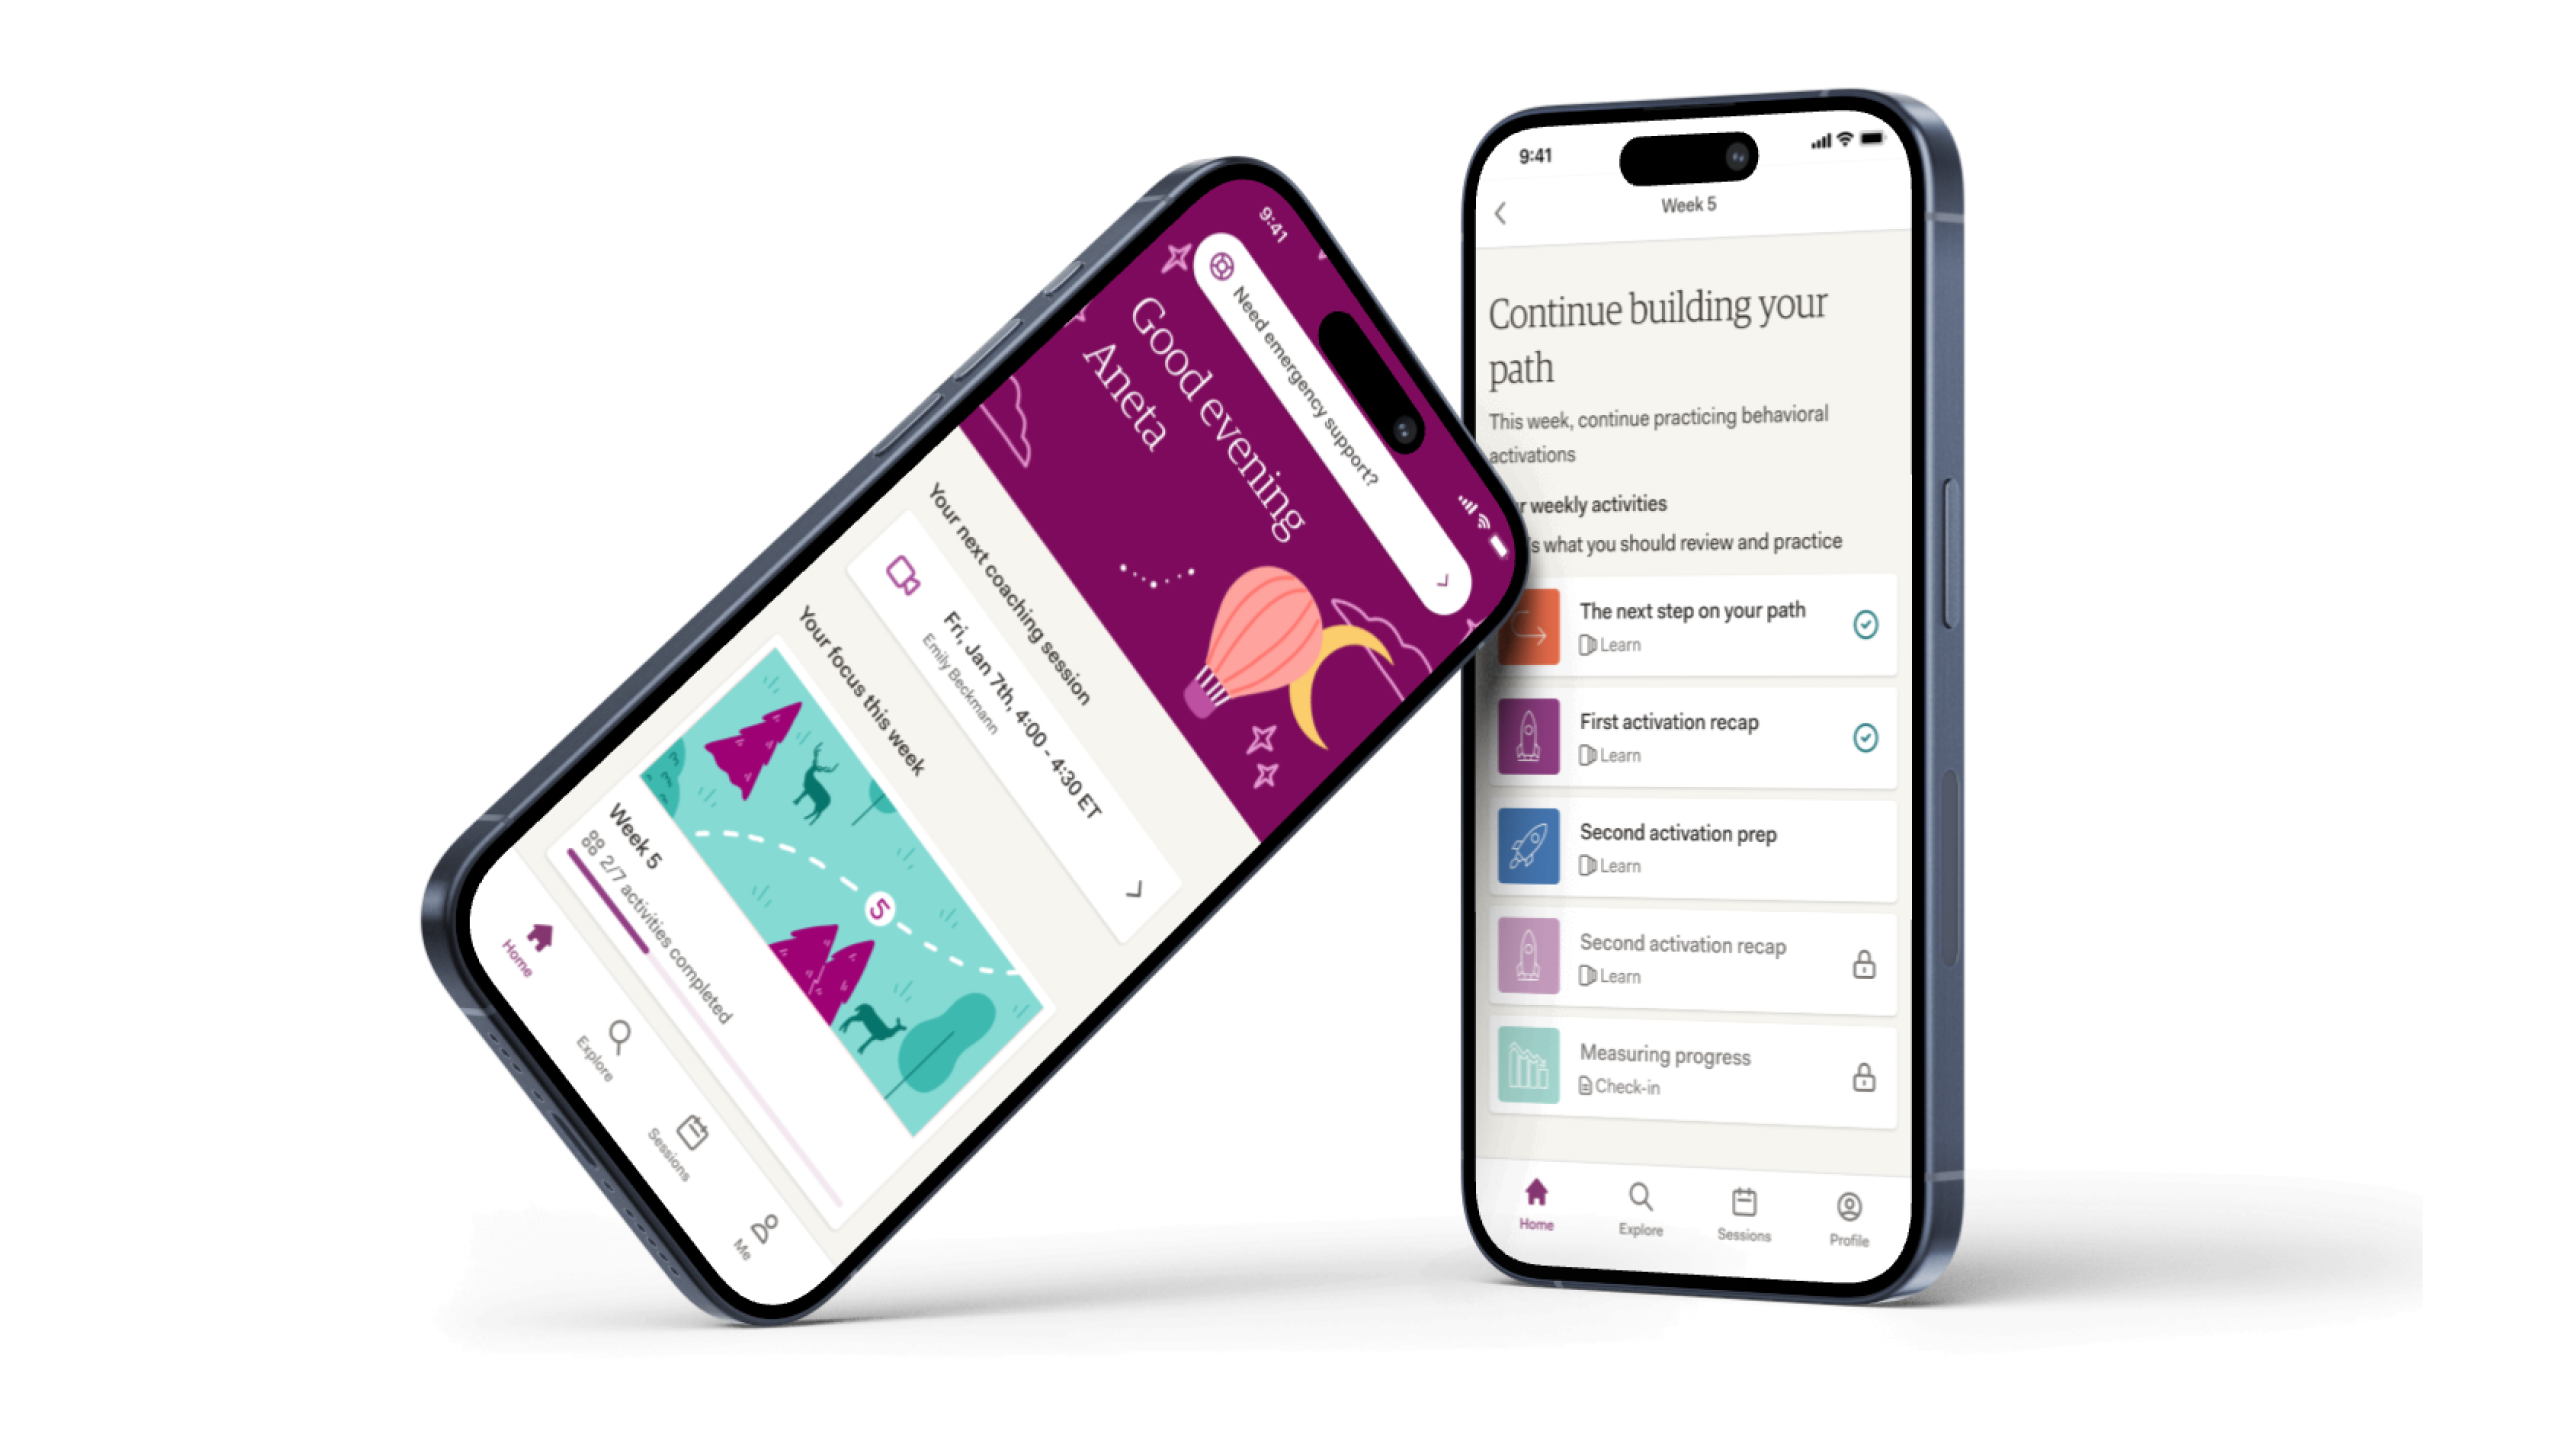 9:41
Need emergency support?
Good evening
Aneta
Your next coaching session
Fri, Jan 7th, 4:00 - 4:30 ET
Emily Beckmann
Your focus this week
5
Week 5
2/7 activities completed
Home
Explore
Sessions
Me
9:41
Week 5
Continue building your
path
This week, continue practicing behavioral
activations
weekly activities
what you should review and practice
The next step on your path
Learn
First activation recap
Learn
Second activation prep
Learn
Second activation recap
Learn
Measuring progress
Check-in
Home
Explore
Sessions
Profile